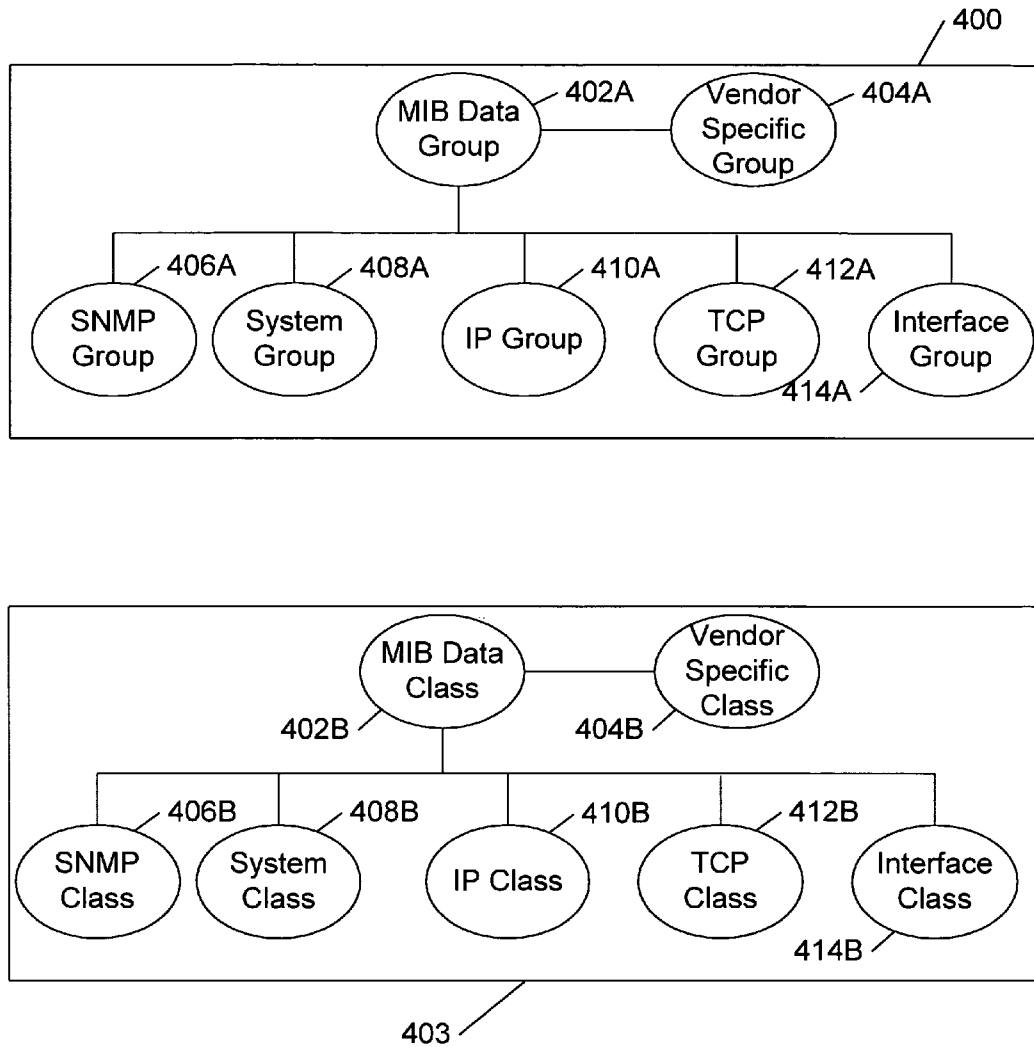 400
MIB Data
Group
402A
Vendor
Specific
Group
404A
406A
408A
410A
412A
SNMP
Group
System
Group
IP Group
TCP
Group
Interface
Group
414A
MIB Data
Class
402B
Vendor
Specific
Class
404B
406B
408B
410B
412B
SNMP
Class
System
Class
IP Class
TCP
Class
Interface
Class
414B
403